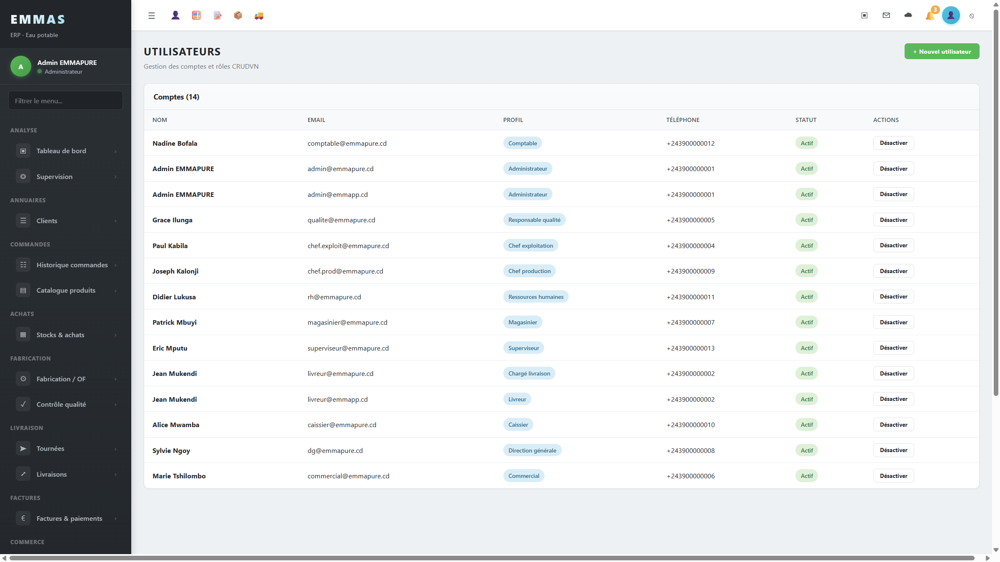 EMMAS
ERP · Eau potable
A
Admin EMMAPURE
Administrateur
Filtrer le menu...
ANALYSE
Tableau de bord
Supervision
ANNUAIRES
Clients
COMMANDES
Historique commandes
Catalogue produits
ACHATS
Stocks & achats
FABRICATION
Fabrication / OF
Contrôle qualité
LIVRAISON
Tournées
Livraisons
FACTURES
€ Factures & paiements
COMMERCE
3
UTILISATEURS
Gestion des comptes et rôles CRUDVN
+ Nouvel utilisateur
Comptes (14)
NOM EMAIL PROFIL TÉLÉPHONE STATUT ACTIONS
Nadine Bofala comptable@emmapure.cd Comptable +243900000012 Actif Désactiver
Admin EMMAPURE admin@emmapure.cd Administrateur +243900000001 Actif Désactiver
Admin EMMAPURE admin@emmapp.cd Administrateur +243900000001 Actif Désactiver
Grace Ilunga qualite@emmapure.cd Responsable qualité +243900000005 Actif Désactiver
Paul Kabila chef.exploit@emmapure.cd Chef exploitation +243900000004 Actif Désactiver
Joseph Kalonji chef.prod@emmapure.cd Chef production +243900000009 Actif Désactiver
Didier Lukusa rh@emmapure.cd Ressources humaines +243900000011 Actif Désactiver
Patrick Mbuyi magasinier@emmapure.cd Magasinier +243900000007 Actif Désactiver
Eric Mputu superviseur@emmapure.cd Superviseur +243900000013 Actif Désactiver
Jean Mukendi livreur@emmapure.cd Chargé livraison +243900000002 Actif Désactiver
Jean Mukendi livreur@emmapp.cd Livreur +243900000002 Actif Désactiver
Alice Mwamba caissier@emmapure.cd Caissier +243900000010 Actif Désactiver
Sylvie Ngoy dg@emmapure.cd Direction générale +243900000008 Actif Désactiver
Marie Tshilombo commercial@emmapure.cd Commercial +243900000006 Actif Désactiver